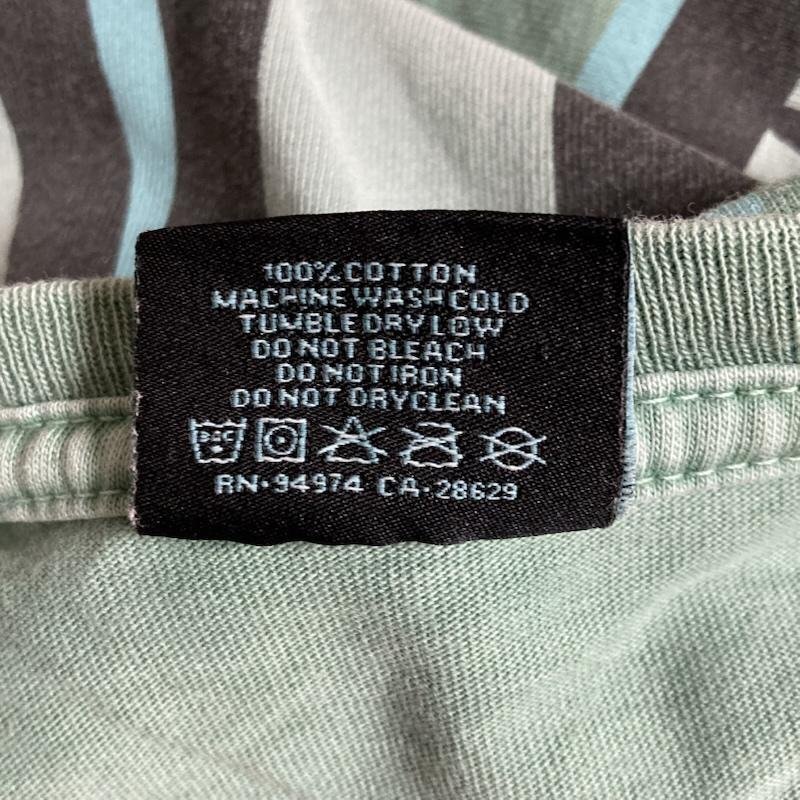 100% COTTON
MACHINE WASH COLD
TUMBLE DRY LOW
DO NOT BLEACH
DO NOT IRON
DO NOT DRYCLEAN
RN·94974 CA·28629